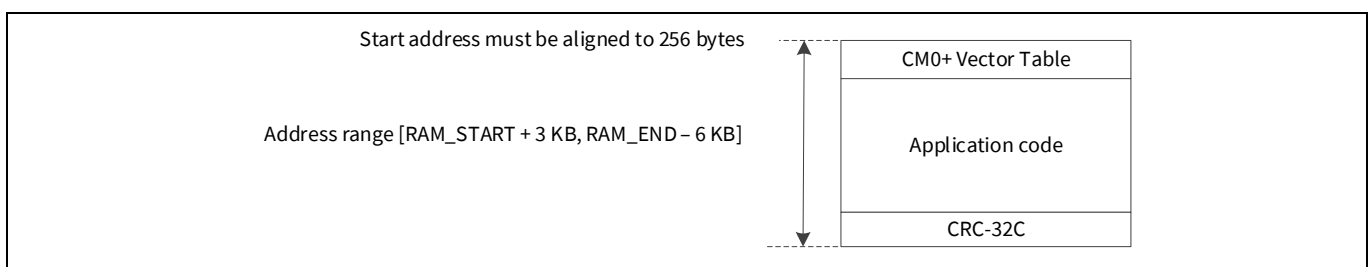 Start address must be aligned to 256 bytes
CM0+ Vector Table
Address range [RAM_START + 3 KB, RAM_END – 6 KB]
Application code
CRC-32C